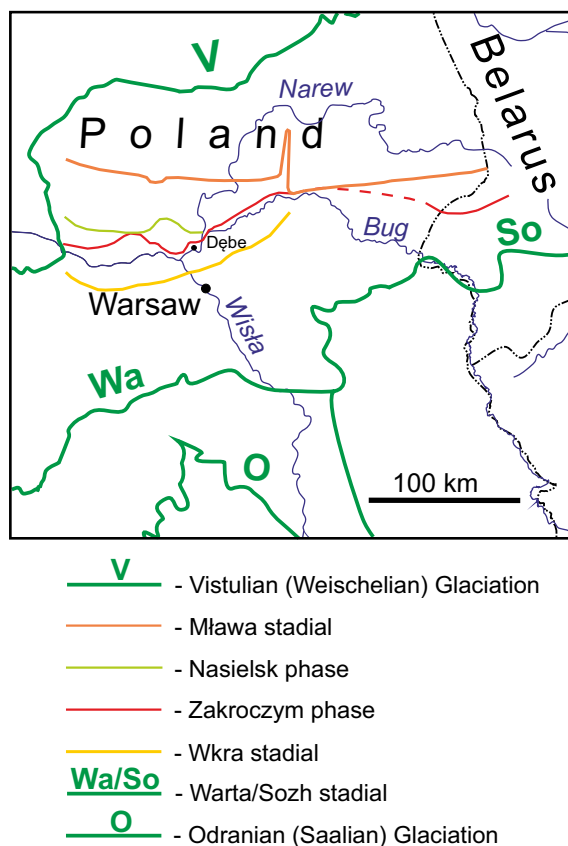 V
Narew
Poland
Belarus
Dębe
Bug
So
Warsaw
Wisła
Wa
O
100 km
V - Vistulian (Weischelian) Glaciation
- Mława stadial
- Nasielsk phase
- Zakroczym phase
- Wkra stadial
Wa/So - Warta/Sozh stadial
O - Odranian (Saalian) Glaciation